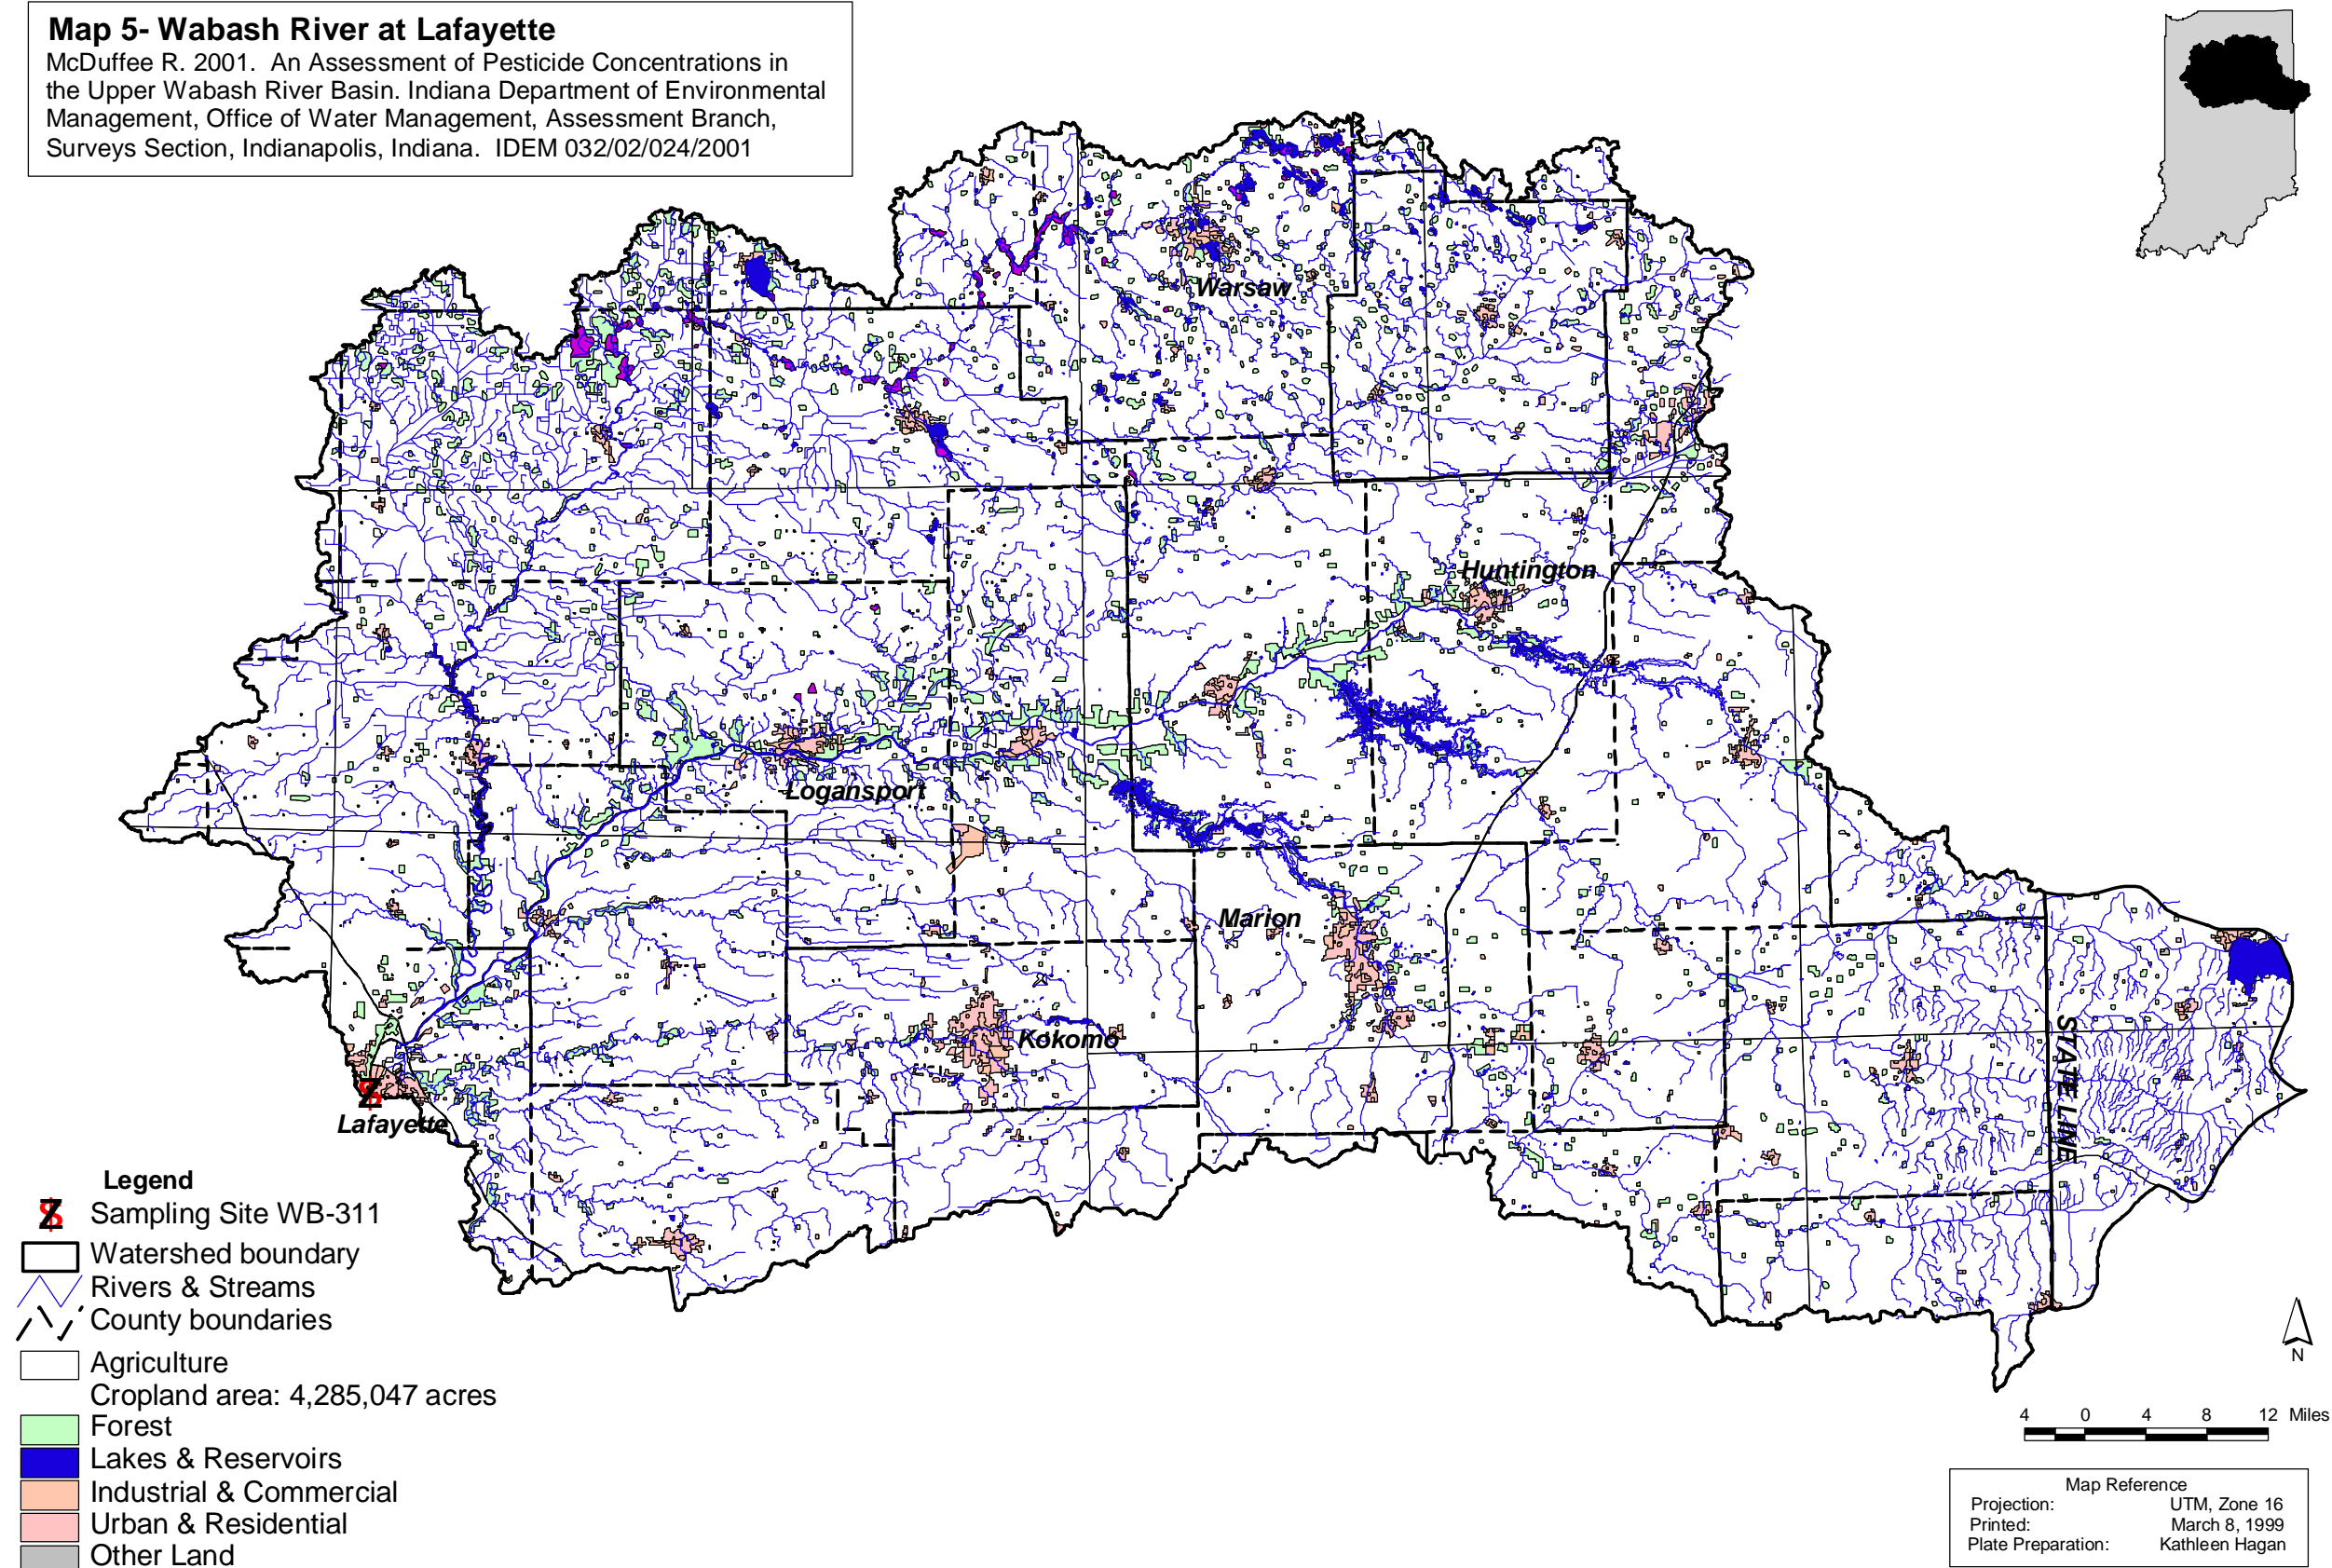 Map 5- Wabash River at Lafayette
McDuffee R. 2001. An Assessment of Pesticide Concentrations in
the Upper Wabash River Basin. Indiana Department of Environmental
Management, Office of Water Management, Assessment Branch,
Surveys Section, Indianapolis, Indiana. IDEM 032/02/024/2001
Warsaw
Huntington
Logansport
Marion
Kokomo
STATE LINE
Lafayette
Legend
Sampling Site WB-311
Watershed boundary
Rivers & Streams
County boundaries
Agriculture
Cropland area: 4,285,047 acres
Forest
Lakes & Reservoirs
Industrial & Commercial
Urban & Residential
Other Land
N
4 0 4 8 12 Miles
Map Reference
Projection: UTM, Zone 16
Printed: March 8, 1999
Plate Preparation: Kathleen Hagan